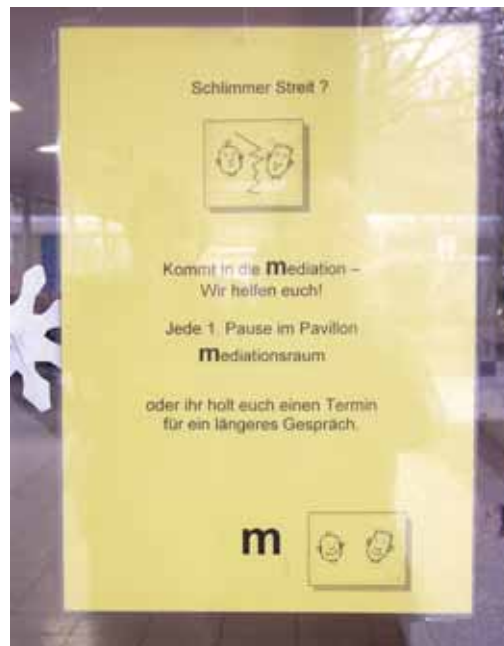 Schlimmer Streit ?
Kommt in die mediation –
Wir helfen euch!
Jede 1. Pause im Pavillon
mediationsraum
oder ihr holt euch einen Termin
für ein längeres Gespräch.
m